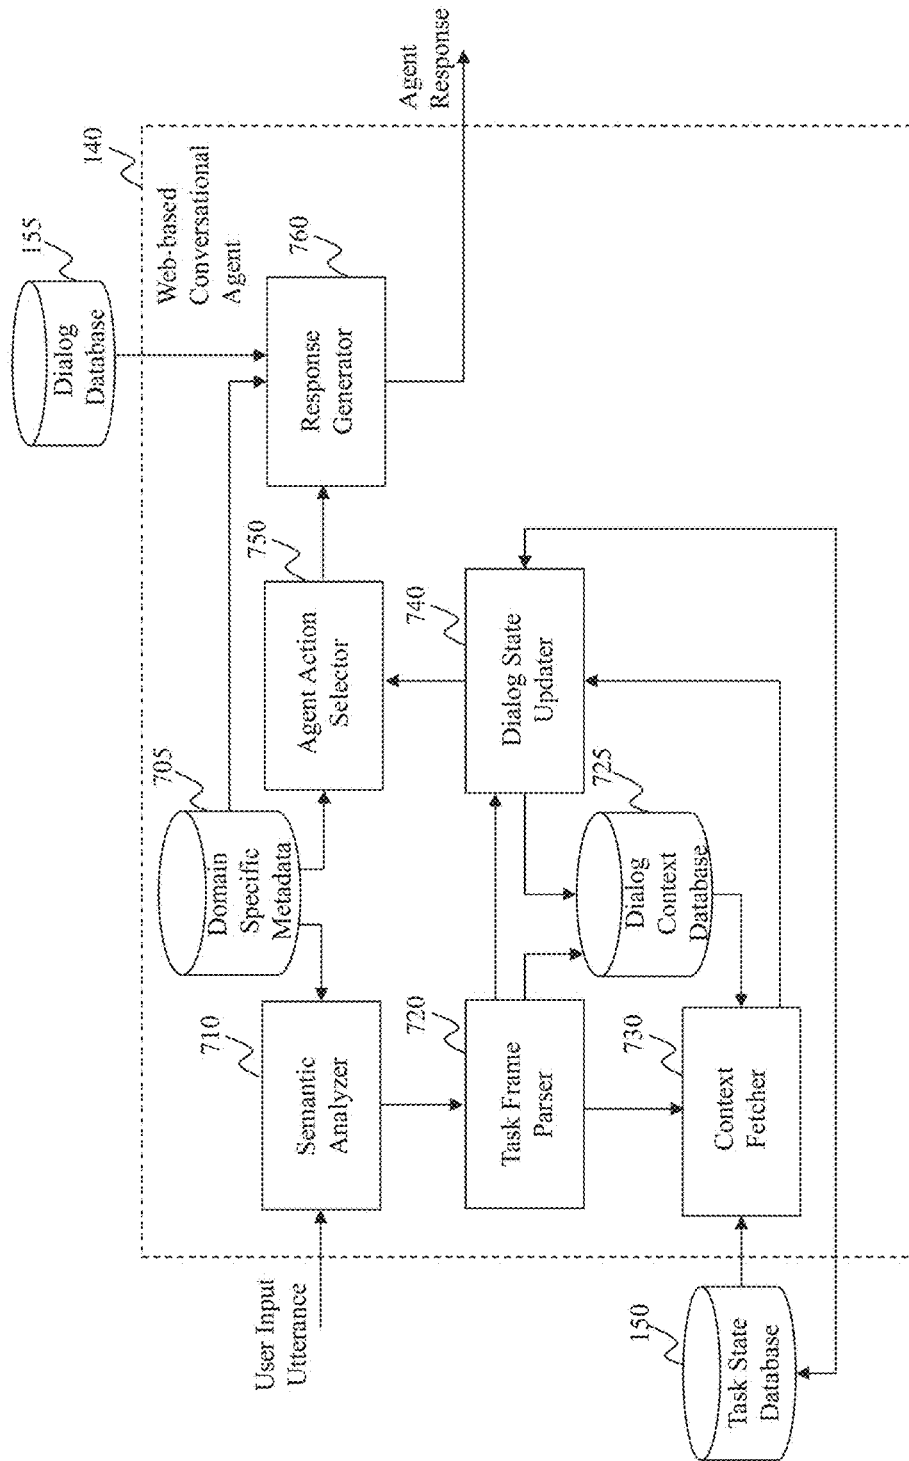 Dialog
Database
155
140
Web-based
Conversational
Agent
Domain
Specific
Metadata
705
User Input
Utterance
Semantic
Analyzer
710
Agent Action
Selector
750
Response
Generator
760
Agent
Response
Task Frame
Parser
720
Dialog State
Updater
740
Dialog
Context
Database
725
Context
Fetcher
730
Task State
Database
150